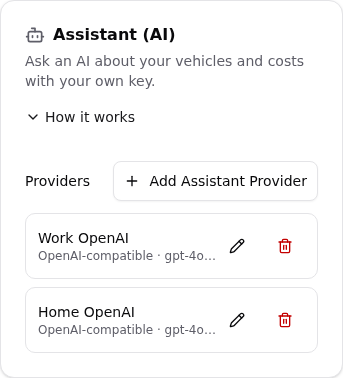 Assistant (AI)
Ask an AI about your vehicles and costs
with your own key.
How it works
Providers
Add Assistant Provider
Work OpenAI
OpenAI-compatible · gpt-4o...
Home OpenAI
OpenAI-compatible · gpt-4o...